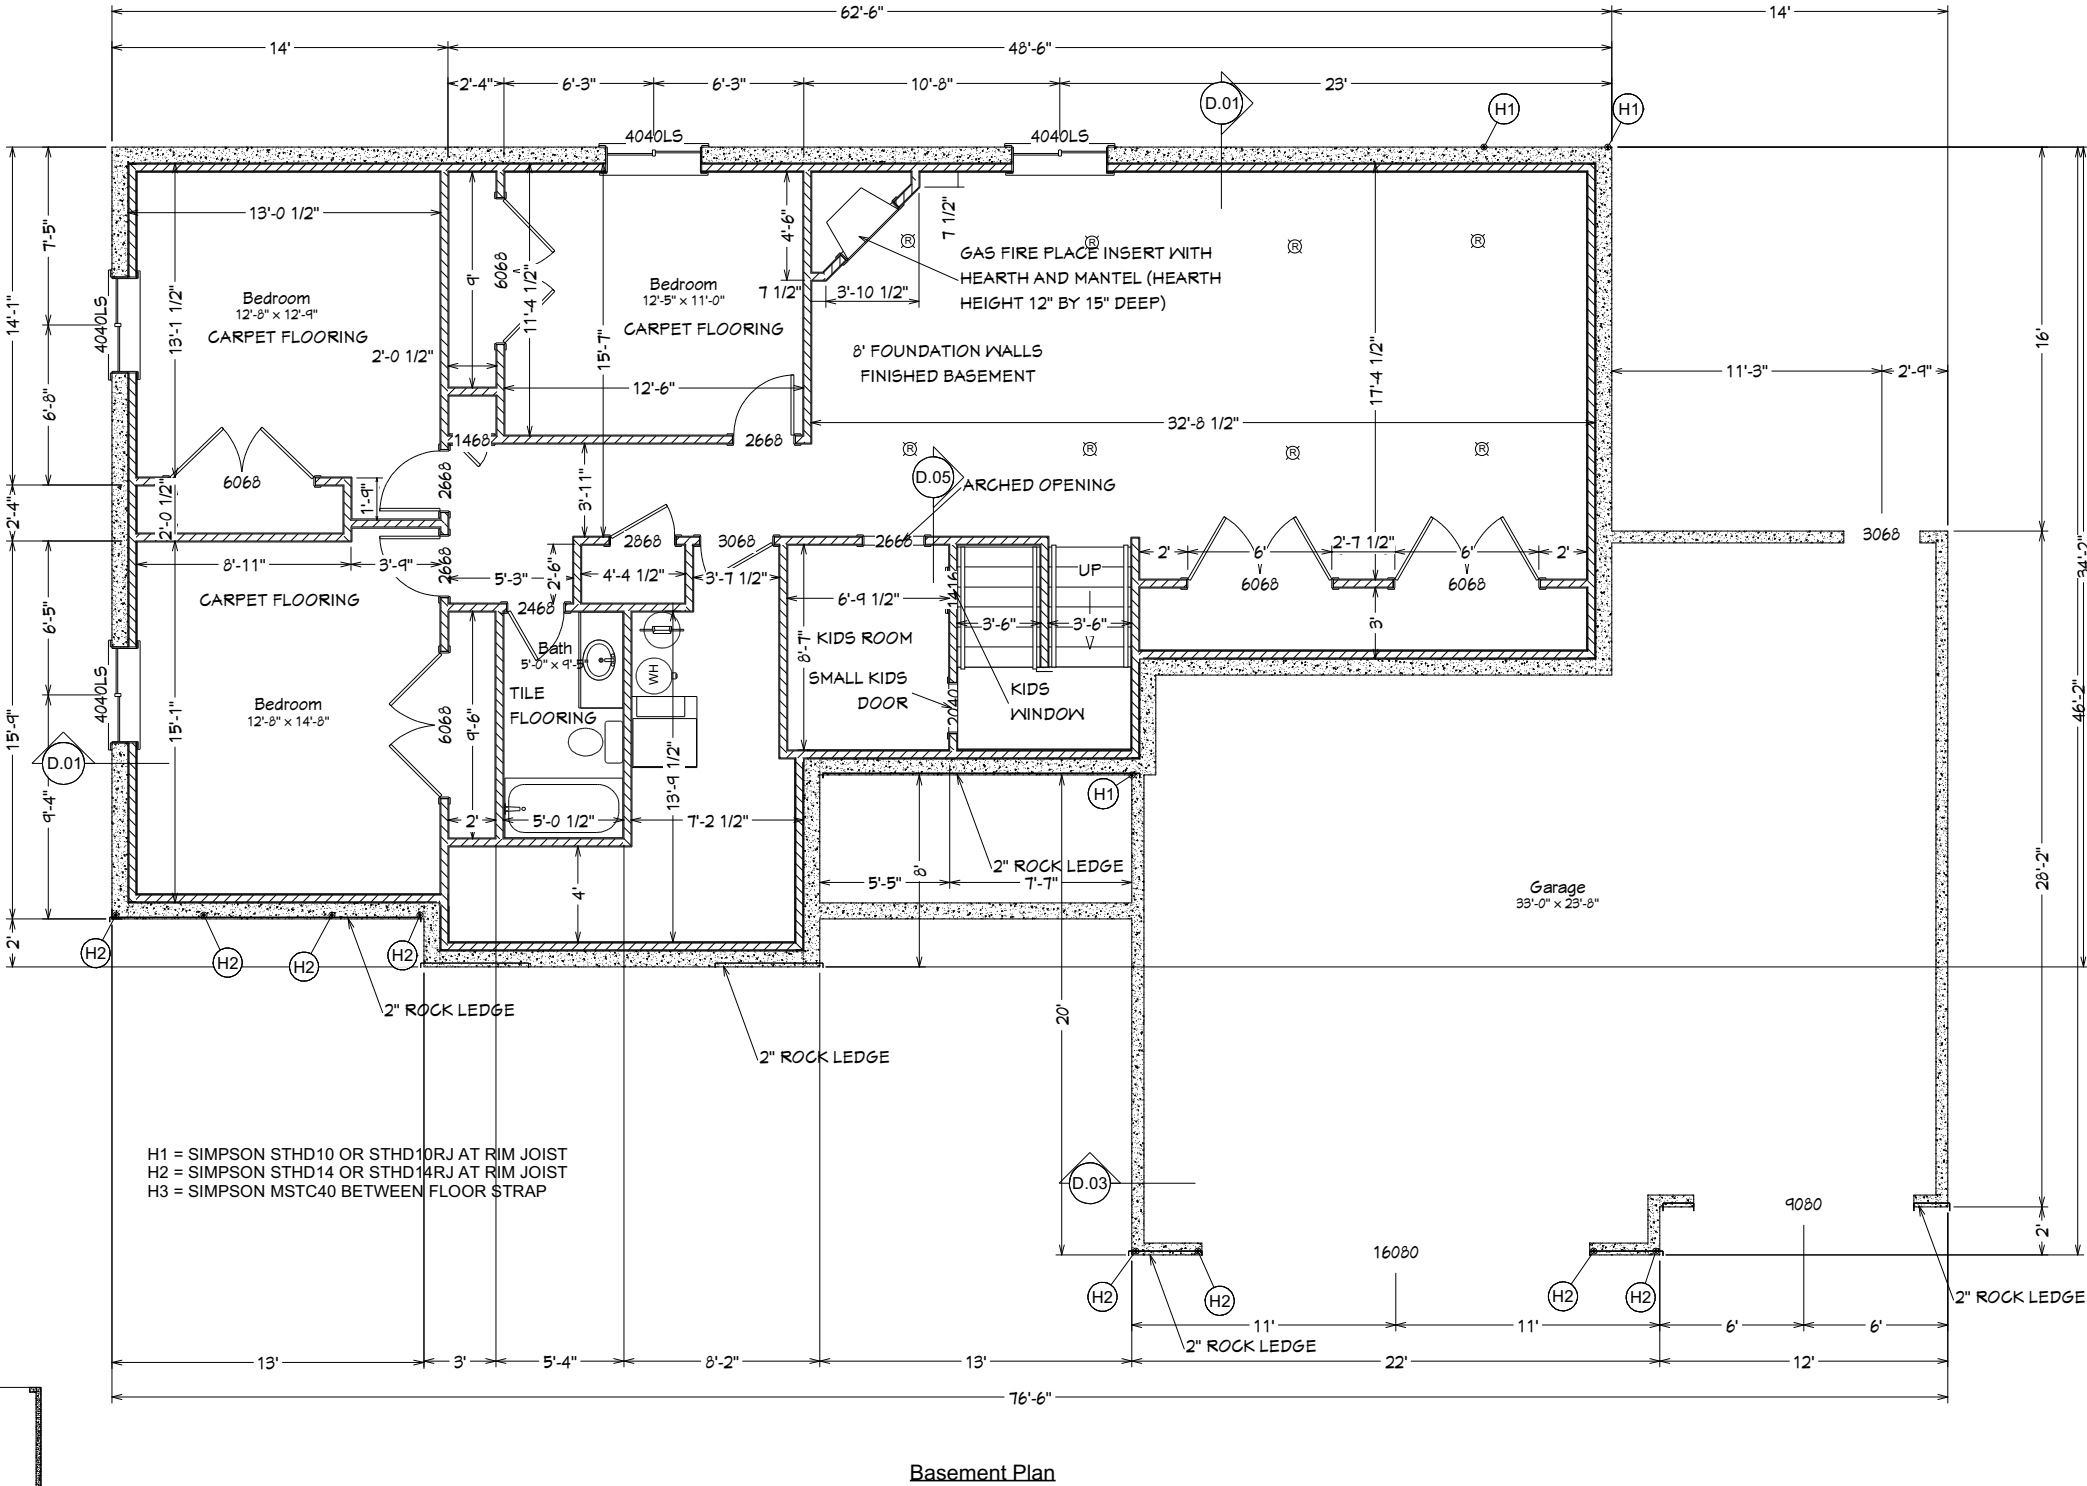 62'-6"
14'
14'
48'-6"
2'-4"
6'-3"
6'-3"
10'-8"
23'
D.01
H1
H1
4040LS
4040LS
13'-0 1/2"
4'-6"
7 1/2"
7'-5"
14'-1"
9'
6068
11'-4 1/2"
R
R
R
R
GAS FIRE PLACE INSERT WITH
HEARTH AND MANTEL (HEARTH
HEIGHT 12" BY 15" DEEP)
Bedroom
12'-8" x 12'-9"
CARPET FLOORING
Bedroom
12'-5" x 11'-0"
CARPET FLOORING
7 1/2"
3'-10 1/2"
4040LS
13'-1 1/2"
2'-0 1/2"
15'-7"
12'-6"
8' FOUNDATION WALLS
FINISHED BASEMENT
17'-4 1/2"
16'
34'-2"
11'-3"
2'-9"
6'-8"
32'-8 1/2"
1468
2668
R
R
R
R
6068
2668
3'-11"
D.05
ARCHED OPENING
1'-9"
2'-0 1/2"
2'-4"
2868
3068
2668
3068
2'
6'
2'-7 1/2"
6'
2'
6068
6068
8'-11"
3'-9"
2668
5'-3"
2'-6"
4'-4 1/2"
3'-7 1/2"
1416
UP
CARPET FLOORING
2468
6'-9 1/2"
3'-6"
3'-6"
3'
6'-5"
KIDS ROOM
8'-7"
Bath
5'-0" x 9'-5"
WH
SMALL KIDS
DOOR
2040
KIDS
WINDOW
TILE
FLOORING
4040LS
Bedroom
12'-8" x 14'-8"
15'-1"
6068
9'-6"
15'-9"
46'-2"
D.01
9'-4"
13'-9 1/2"
H1
2'
5'-0 1/2"
7'-2 1/2"
8'
2" ROCK LEDGE
5'-5"
7'-7"
4'
28'-2"
Garage
33'-0" x 23'-8"
2'
H2
H2
H2
H2
2" ROCK LEDGE
20'
2" ROCK LEDGE
H1 = SIMPSON STHD10 OR STHD10RJ AT RIM JOIST
H2 = SIMPSON STHD14 OR STHD14RJ AT RIM JOIST
H3 = SIMPSON MSTC40 BETWEEN FLOOR STRAP
D.03
9080
2'
16080
H2
H2
H2
H2
2" ROCK LEDGE
11'
11'
6'
6'
2" ROCK LEDGE
13'
3'
5'-4"
8'-2"
13'
22'
12'
76'-6"
Basement Plan